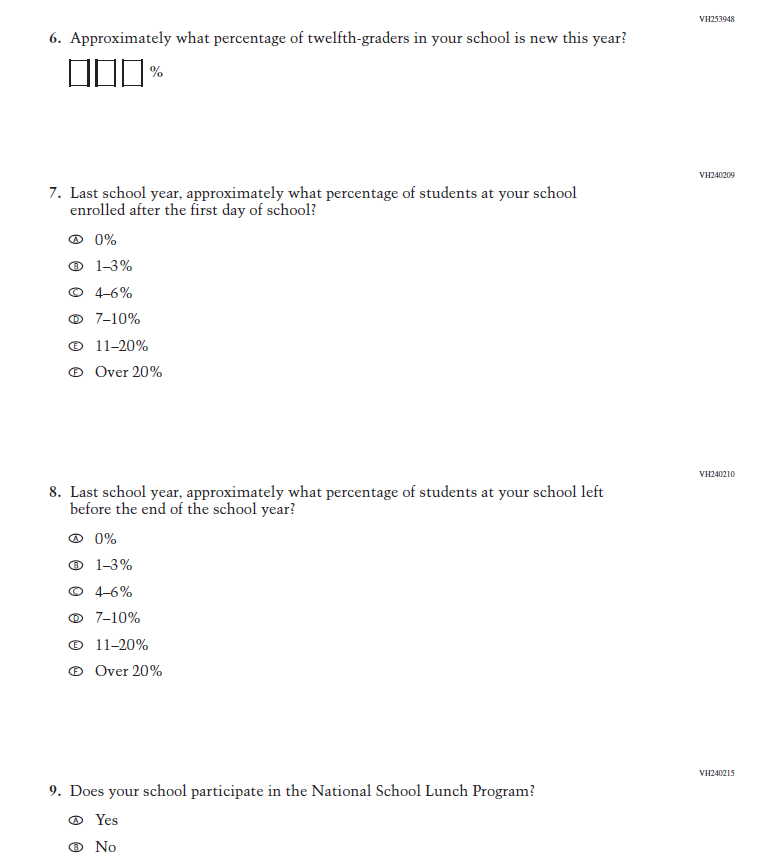 VH253948
6. Approximately what percentage of twelfth-graders in your school is new this year?
%
VH240209
7. Last school year, approximately what percentage of students at your school
enrolled after the first day of school?
Ⓐ 0%
Ⓑ 1–3%
Ⓒ 4–6%
Ⓓ 7–10%
Ⓔ 11–20%
Ⓕ Over 20%
VH240210
8. Last school year, approximately what percentage of students at your school left
before the end of the school year?
Ⓐ 0%
Ⓑ 1–3%
Ⓒ 4–6%
Ⓓ 7–10%
Ⓔ 11–20%
Ⓕ Over 20%
VH240215
9. Does your school participate in the National School Lunch Program?
Ⓐ Yes
Ⓑ No